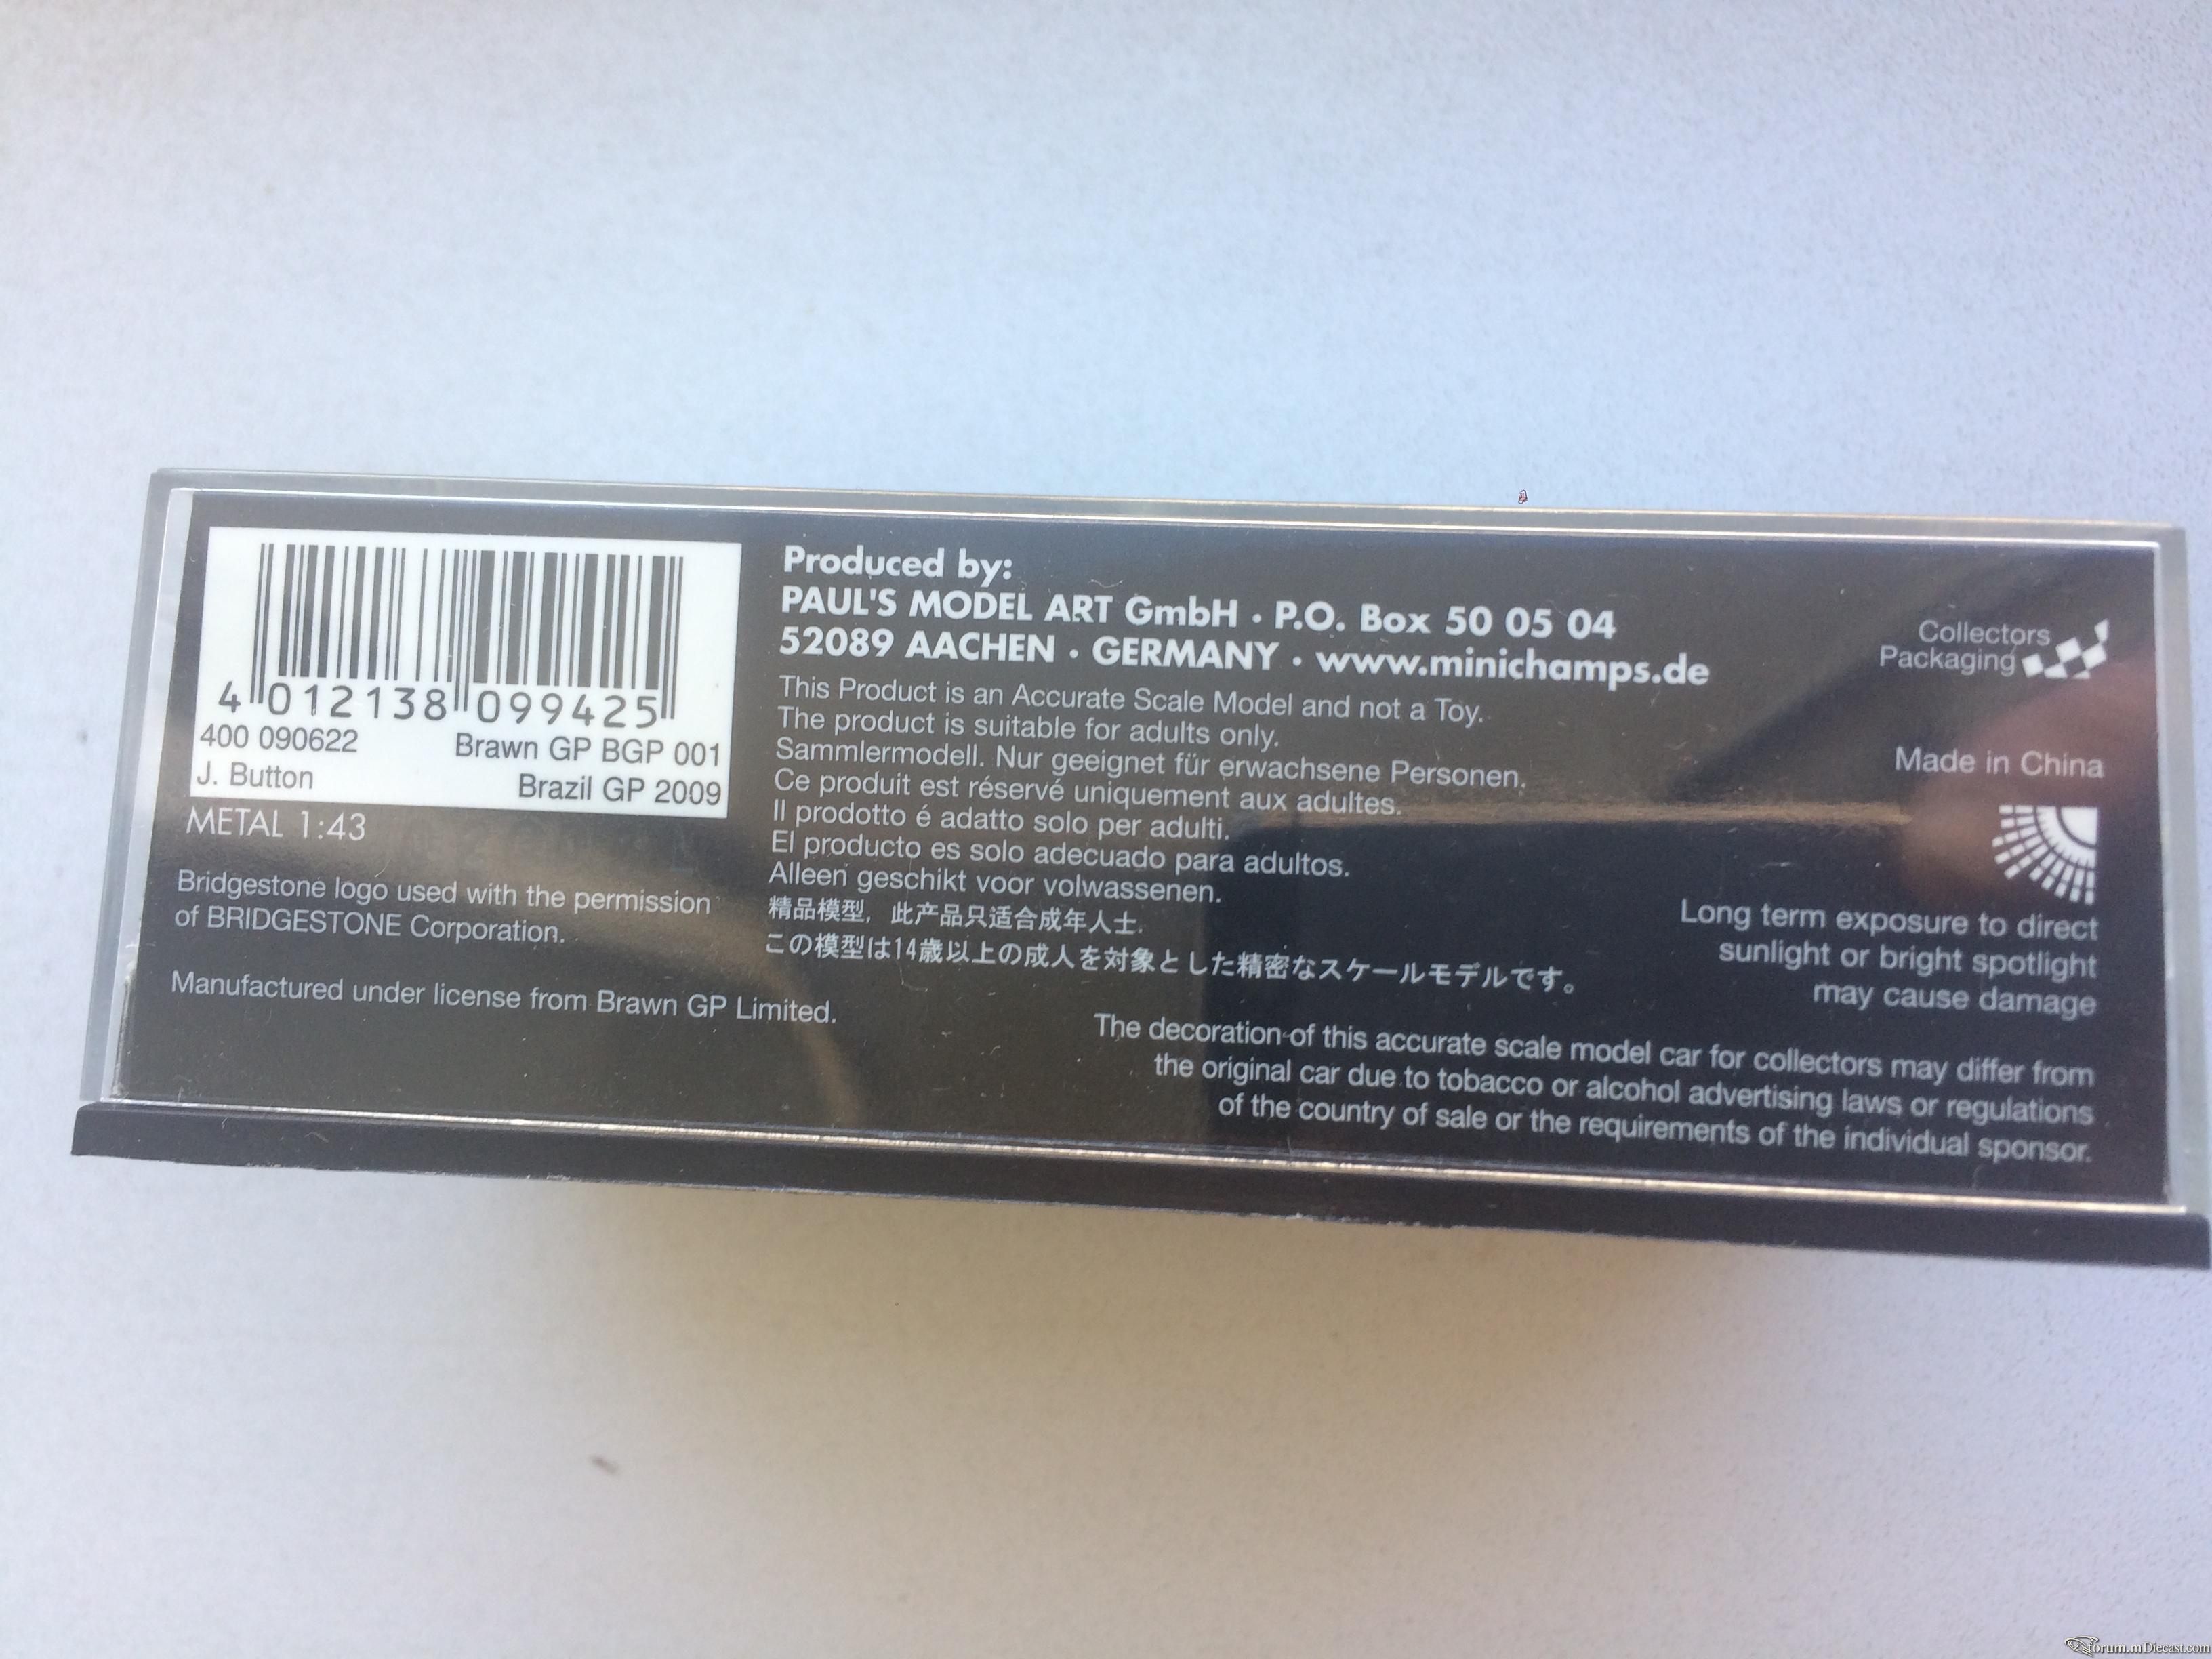 4 012138 099425
400 090622 Brawn GP BGP 001
J. Button Brazil GP 2009
METAL 1:43
Bridgestone logo used with the permission
of BRIDGESTONE Corporation.
Manufactured under license from Brawn GP Limited.
Produced by:
PAUL'S MODEL ART GmbH • P.O. Box 50 05 04
52089 AACHEN • GERMANY • www.minichamps.de
This Product is an Accurate Scale Model and not a Toy.
The product is suitable for adults only.
Sammlermodell. Nur geeignet für erwachsene Personen.
Ce produit est réservé uniquement aux adultes.
Il prodotto é adatto solo per adulti.
El producto es solo adecuado para adultos.
Alleen geschikt voor volwassenen.
精品模型，此产品只适合成年人士.
この模型は14歳以上の成人を対象とした精密なスケールモデルです。
Collectors
Packaging
Made in China
Long term exposure to direct
sunlight or bright spotlight
may cause damage
The decoration of this accurate scale model car for collectors may differ from
the original car due to tobacco or alcohol advertising laws or regulations
of the country of sale or the requirements of the individual sponsor.
forum.mDiecast.com